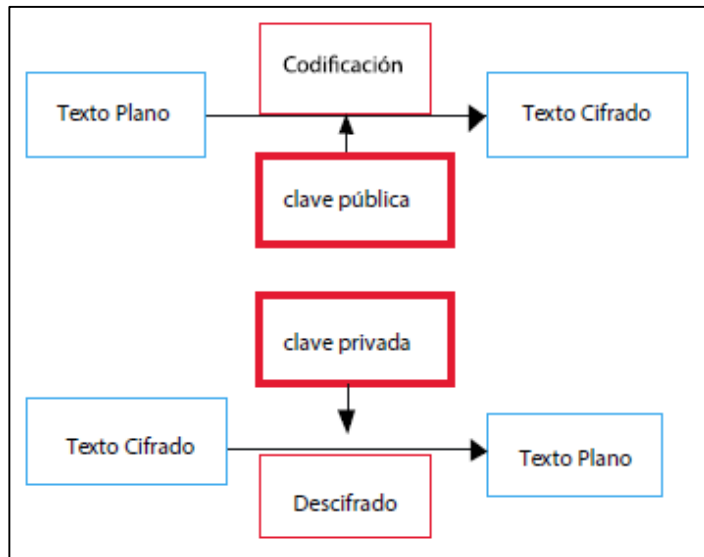 Codificación
Texto Plano
Texto Cifrado
clave pública
clave privada
Texto Cifrado
Texto Plano
Descifrado